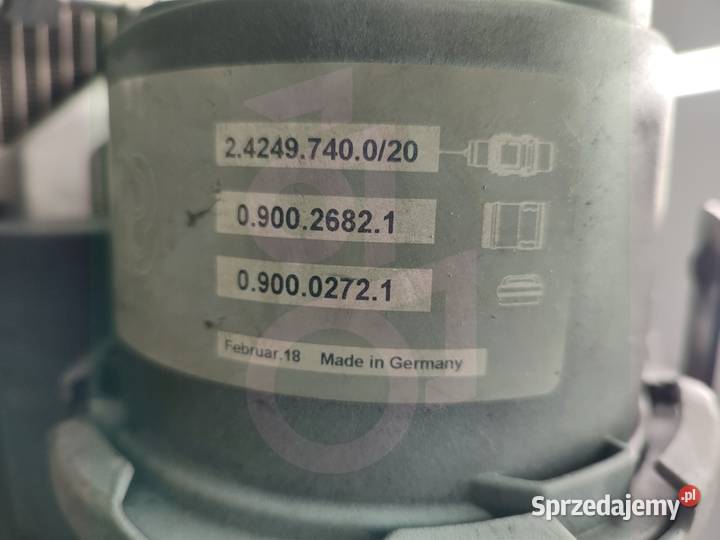 2.4249.740.0/20
0.900.2682.1
0.900.0272.1
Februar.18 Made in Germany
Sprzedajemy.pl